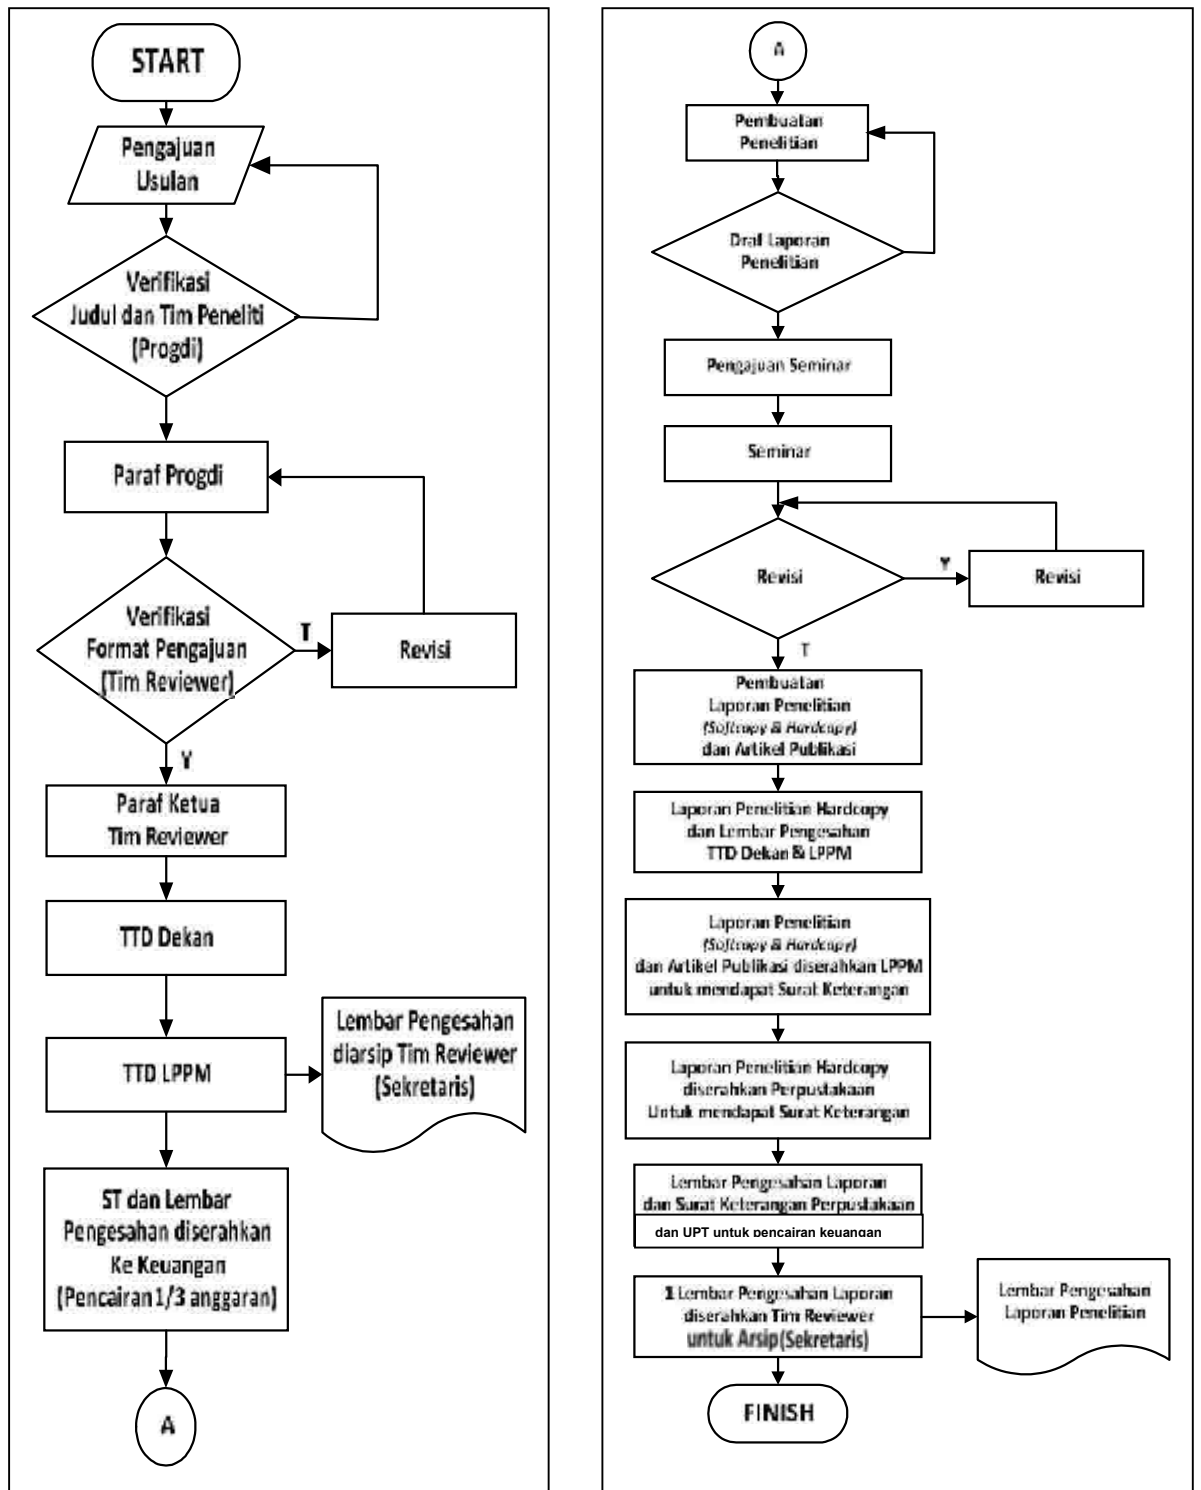 START
Pengajuan
Usulan
Verifikasi
Judul dan Tim Peneliti
(Progdi)
Paraf Progdi
Verifikasi
Format Pengajuan
(Tim Reviewer)
T
Revisi
Y
Paraf Ketua
Tim Reviewer
TTD Dekan
TTD LPPM
Lembar Pengesahan
diarsip Tim Reviewer
(Sekretaris)
ST dan Lembar
Pengesahan diserahkan
Ke Keuangan
(Pencairan 1/3 anggaran)
A
A
Pembuatan
Penelitian
Draf Laporan
Penelitian
Pengajuan Seminar
Seminar
Revisi
Y
Revisi
T
Pembuatan
Laporan Penelitian
(Softcopy & Hardcopy)
dan Artikel Publikasi
Laporan Penelitian Hardcopy
dan Lembar Pengesahan
TTD Dekan & LPPM
Laporan Penelitian
(Softcopy & Hardcopy)
dan Artikel Publikasi diserahkan LPPM
untuk mendapat Surat Keterangan
Laporan Penelitian Hardcopy
diserahkan Perpustakaan
Untuk mendapat Surat Keterangan
Lembar Pengesahan Laporan
dan Surat Keterangan Perpustakaan
dan UPT untuk pencairan keuangan
1 Lembar Pengesahan Laporan
diserahkan Tim Reviewer
untuk Arsip(Sekretaris)
Lembar Pengesahan
Laporan Penelitian
FINISH